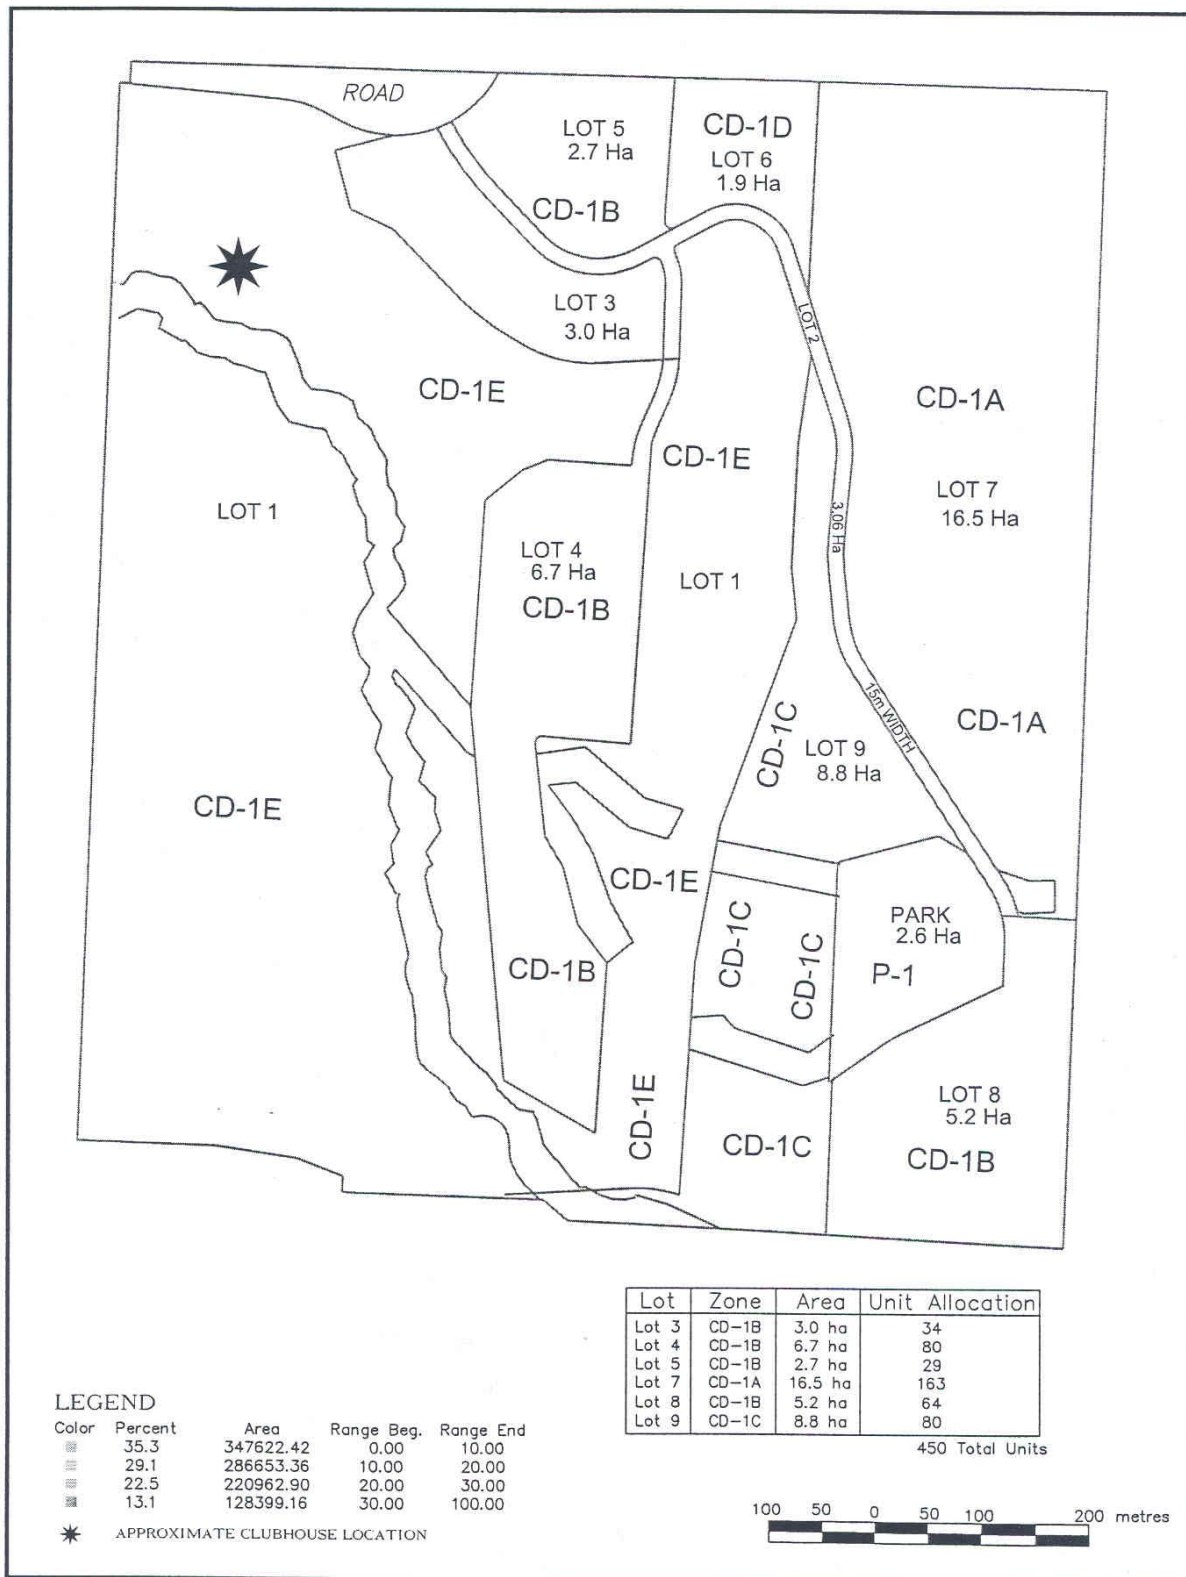 ROAD
LOT 5
2.7 Ha
CD-1B
CD-1D
LOT 6
1.9 Ha
LOT 3
3.0 Ha
LOT 2
CD-1E
CD-1A
CD-1E
LOT 7
16.5 Ha
LOT 1
3.06 Ha
LOT 4
6.7 Ha
CD-1B
LOT 1
15m WIDTH
CD-1A
CD-1C
LOT 9
8.8 Ha
CD-1E
CD-1E
PARK
2.6 Ha
P-1
CD-1C
CD-1C
CD-1B
LOT 8
5.2 Ha
CD-1B
CD-1E
CD-1C
Lot Zone Area Unit Allocation
Lot 3 CD-1B 3.0 ha 34
Lot 4 CD-1B 6.7 ha 80
Lot 5 CD-1B 2.7 ha 29
Lot 7 CD-1A 16.5 ha 163
Lot 8 CD-1B 5.2 ha 64
Lot 9 CD-1C 8.8 ha 80
450 Total Units
LEGEND
Color Percent Area Range Beg. Range End
35.3 347622.42 0.00 10.00
29.1 286653.36 10.00 20.00
22.5 220962.90 20.00 30.00
13.1 128399.16 30.00 100.00
APPROXIMATE CLUBHOUSE LOCATION
100 50 0 50 100 200 metres